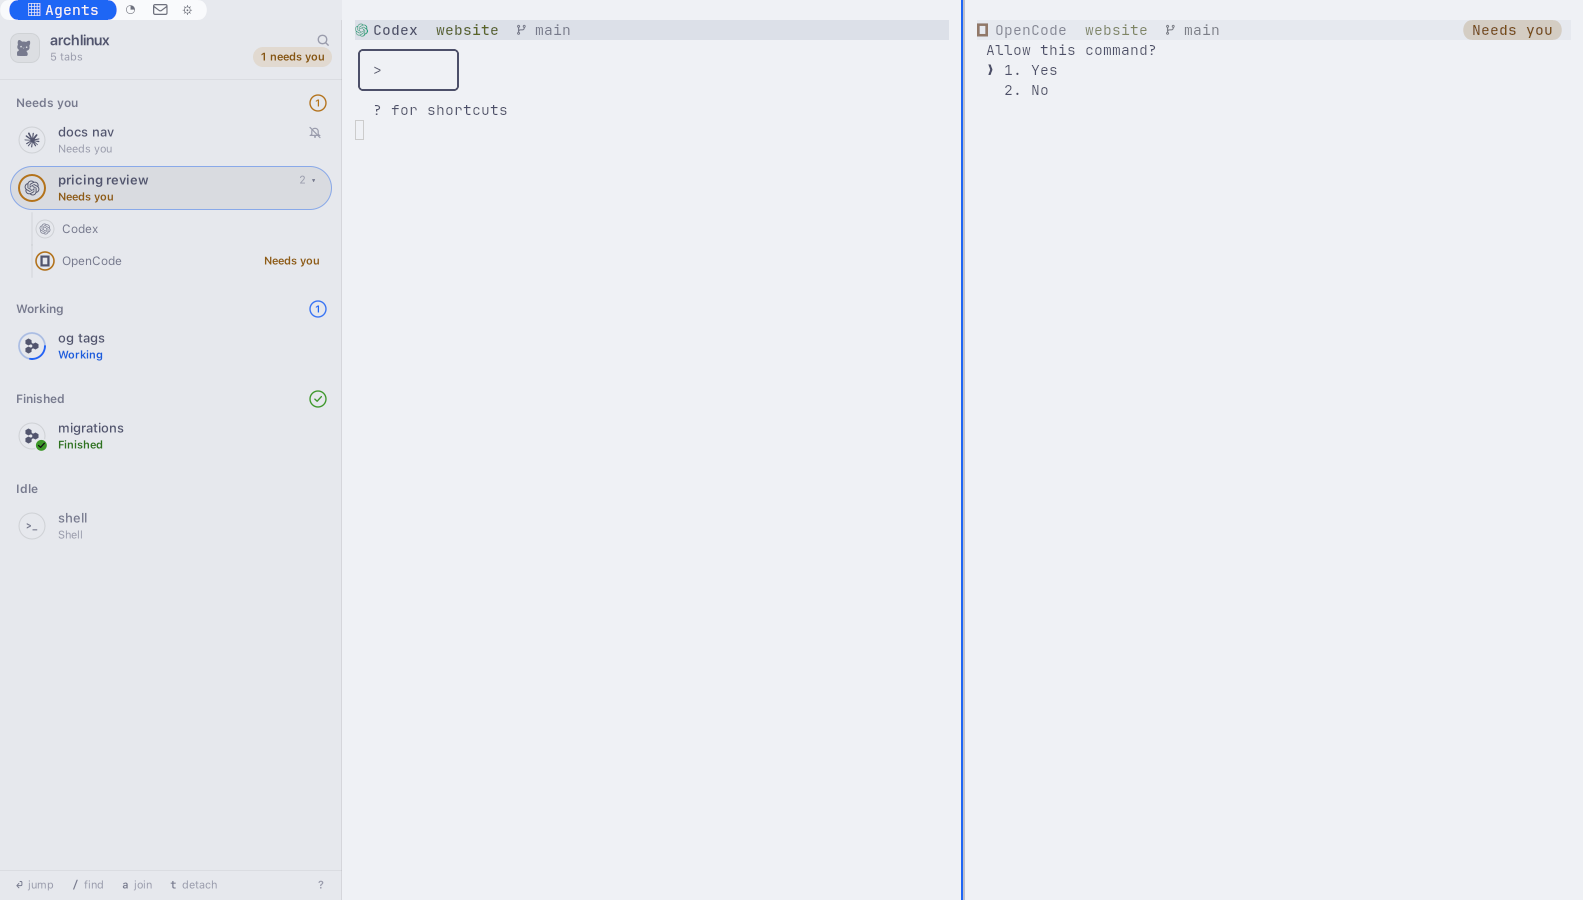 Agents
archlinux
5 tabs
1 needs you
Needs you 1
docs nav
Needs you
pricing review 2
Needs you
Codex
OpenCode Needs you
Working 1
og tags
Working
Finished
migrations
Finished
Idle
>_ shell
Shell
jump / find a join t detach ?
Codex website main
>
? for shortcuts
OpenCode website main Needs you
Allow this command?
❯ 1. Yes
2. No